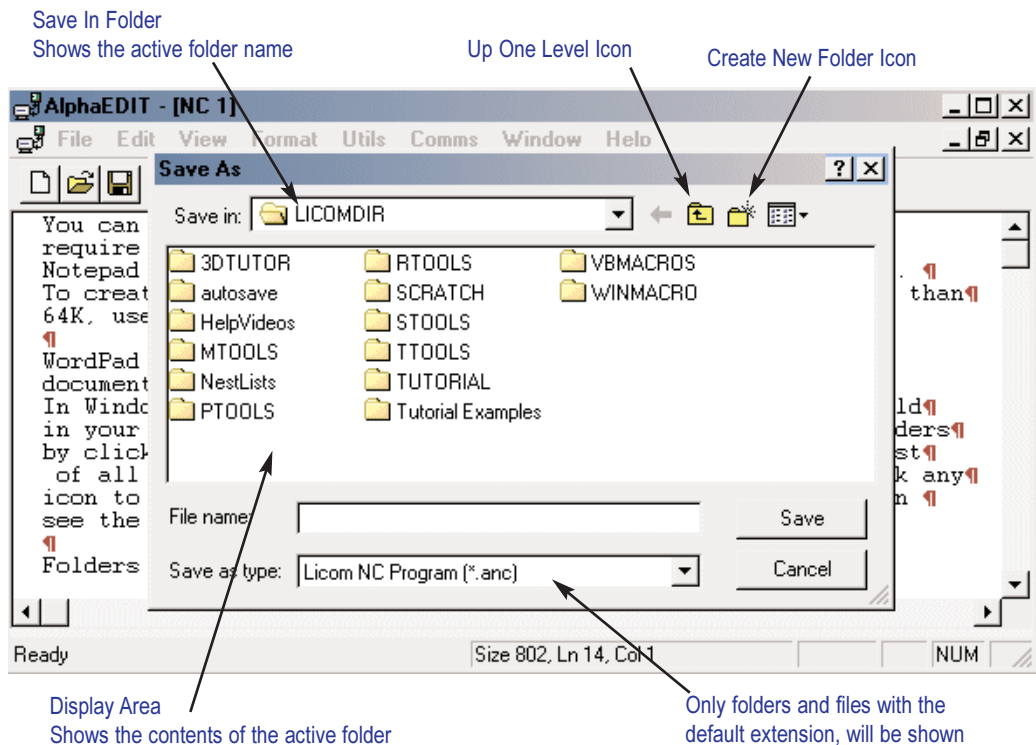 Save In Folder
Shows the active folder name
Up One Level Icon
Create New Folder Icon
AlphaEDIT - [NC 1]
File Edit View Format Utils Comms Window Help
Save As
Save in: LICOMDIR
You can
require
Notepad .¶
To creat than¶
64K, use
¶
WordPad
document
In Windo ld¶
in your ders¶
by click st¶
of all k any¶
icon to n ¶
see the
¶
Folders
3DTUTOR RTOOLS VBMACROS
autosave SCRATCH WINMACRO
HelpVideos STOOLS
MTOOLS TTOOLS
NestLists TUTORIAL
PTOOLS Tutorial Examples
File name: Save
Save as type: Licom NC Program (*.anc) Cancel
Ready Size 802, Ln 14, Col 1 NUM
Display Area
Shows the contents of the active folder
Only folders and files with the
default extension, will be shown